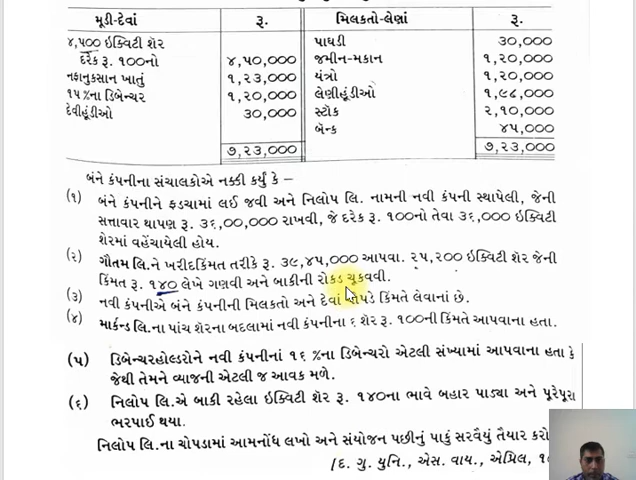 મૂડી-દેવાં રૂ. મિલકતો-લેણાં રૂ.
૪,૫૦૦ ઇક્વિટી શૅર પાઘડી ૩૦,૦૦૦
દરેક રૂ. ૧૦૦નો ૪,૫૦,૦૦૦ જમીન-મકાન ૧,૨૦,૦૦૦
નફાનુકસાન ખાતું ૧,૨૩,૦૦૦ યંત્રો ૧,૨૦,૦૦૦
૧૫ %ના ડિબેન્ચર ૧,૨૦,૦૦૦ લેણીહૂંડીઓ ૧,૯૮,૦૦૦
દેવીહૂંડીઓ ૩૦,૦૦૦ સ્ટૉક ૨,૧૦,૦૦૦
બૅન્ક ૪૫,૦૦૦
૭,૨૩,૦૦૦ ૭,૨૩,૦૦૦
બંને કંપનીના સંચાલકોએ નક્કી કર્યું કે –
(૧) બંને કંપનીને ફડચામાં લઈ જવી અને નિલોપ લિ. નામની નવી કંપની સ્થાપેલી, જેની
સત્તાવાર થાપણ રૂ. ૩૬,૦૦,૦૦૦ રાખવી, જે દરેક રૂ. ૧૦૦નો તેવા ૩૬,૦૦૦ ઇક્વિટી
શૅરમાં વહેંચાયેલી હોય.
(૨) ગૌતમ લિ.ને ખરીદકિંમત તરીકે રૂ. ૩૯,૪૫,૦૦૦ આપવા. ૨૫,૨૦૦ ઇક્વિટી શૅર જેની
કિંમત રૂ. ૧૪૦ લેખે ગણવી અને બાકીની રોકડ ચૂકવવી.
(૩) નવી કંપનીએ બંને કંપનીની મિલકતો અને દેવાં ચોપડે કિંમતે લેવાનાં છે.
(૪) માર્કન્ડ લિ.ના પાંચ શૅરના બદલામાં નવી કંપનીના ૬ શૅર રૂ. ૧૦૦ની કિંમતે આપવાના હતા.
(૫) ડિબેન્ચરહોલ્ડરોને નવી કંપનીનાં ૧૬ %ના ડિબેન્ચરો એટલી સંખ્યામાં આપવાના હતા કે
જેથી તેમને વ્યાજની એટલી જ આવક મળે.
(૬) નિલોપ લિ.એ બાકી રહેલા ઇક્વિટી શૅર રૂ. ૧૪૦ના ભાવે બહાર પાડ્યા અને પૂરેપૂરા
ભરપાઈ થયા.
નિલોપ લિ.ના ચોપડામાં આમનોંધ લખો અને સંયોજન પછીનું પાકું સરવૈયું તૈયાર કરો
(દ. ગુ. યુનિ., એસ. વાય., એપ્રિલ,